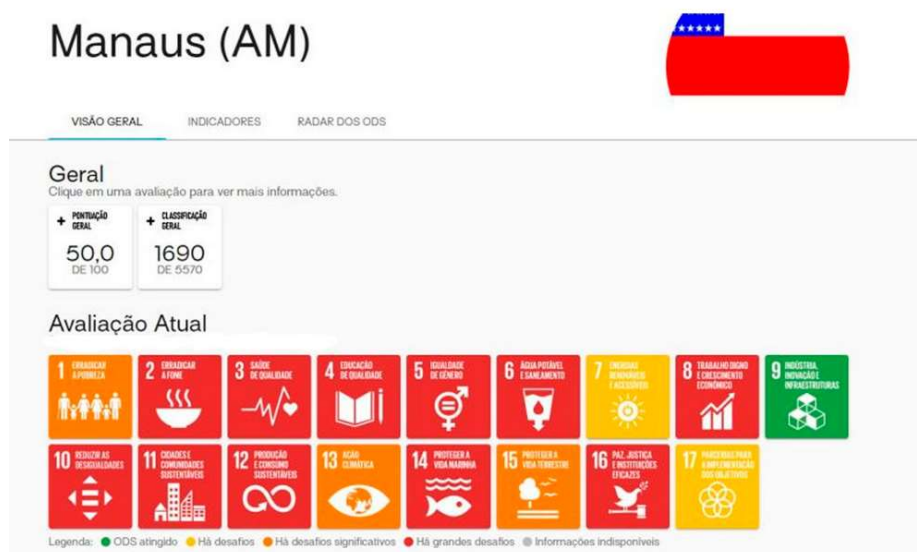 Manaus (AM)
VISÃO GERAL
INDICADORES
RADAR DOS ODS
Geral
Clique em uma avaliação para ver mais informações.
+ PONTUAÇÃO GERAL
50,0
DE 100
+ CLASSIFICAÇÃO GERAL
1690
DE 5570
Avaliação Atual
1 ERRADICAR
A POBREZA
2 ERRADICAR
A FOME
3 SAÚDE
DE QUALIDADE
4 EDUCAÇÃO
DE QUALIDADE
5 IGUALDADE
DE GÉNERO
6 ÁGUA POTÁVEL
E SANEAMENTO
7 ENERGIAS
RENOVÁVEIS
E ACESSÍVEIS
8 TRABALHO DIGNO
E CRESCIMENTO
ECONÓMICO
9 INDÚSTRIA,
INOVAÇÃO E
INFRAESTRUTURAS
10 REDUZIR AS
DESIGUALDADES
11 CIDADES E
COMUNIDADES
SUSTENTÁVEIS
12 PRODUÇÃO
E CONSUMO
SUSTENTÁVEIS
13 AÇÃO
CLIMÁTICA
14 PROTEGER A
VIDA MARINHA
15 PROTEGER A
VIDA TERRESTRE
16 PAZ, JUSTIÇA
E INSTITUIÇÕES
EFICAZES
17 PARCERIAS PARA
A IMPLEMENTAÇÃO
DOS OBJETIVOS
Legenda: ODS atingido Há desafios Há desafios significativos Há grandes desafios Informações indisponíveis